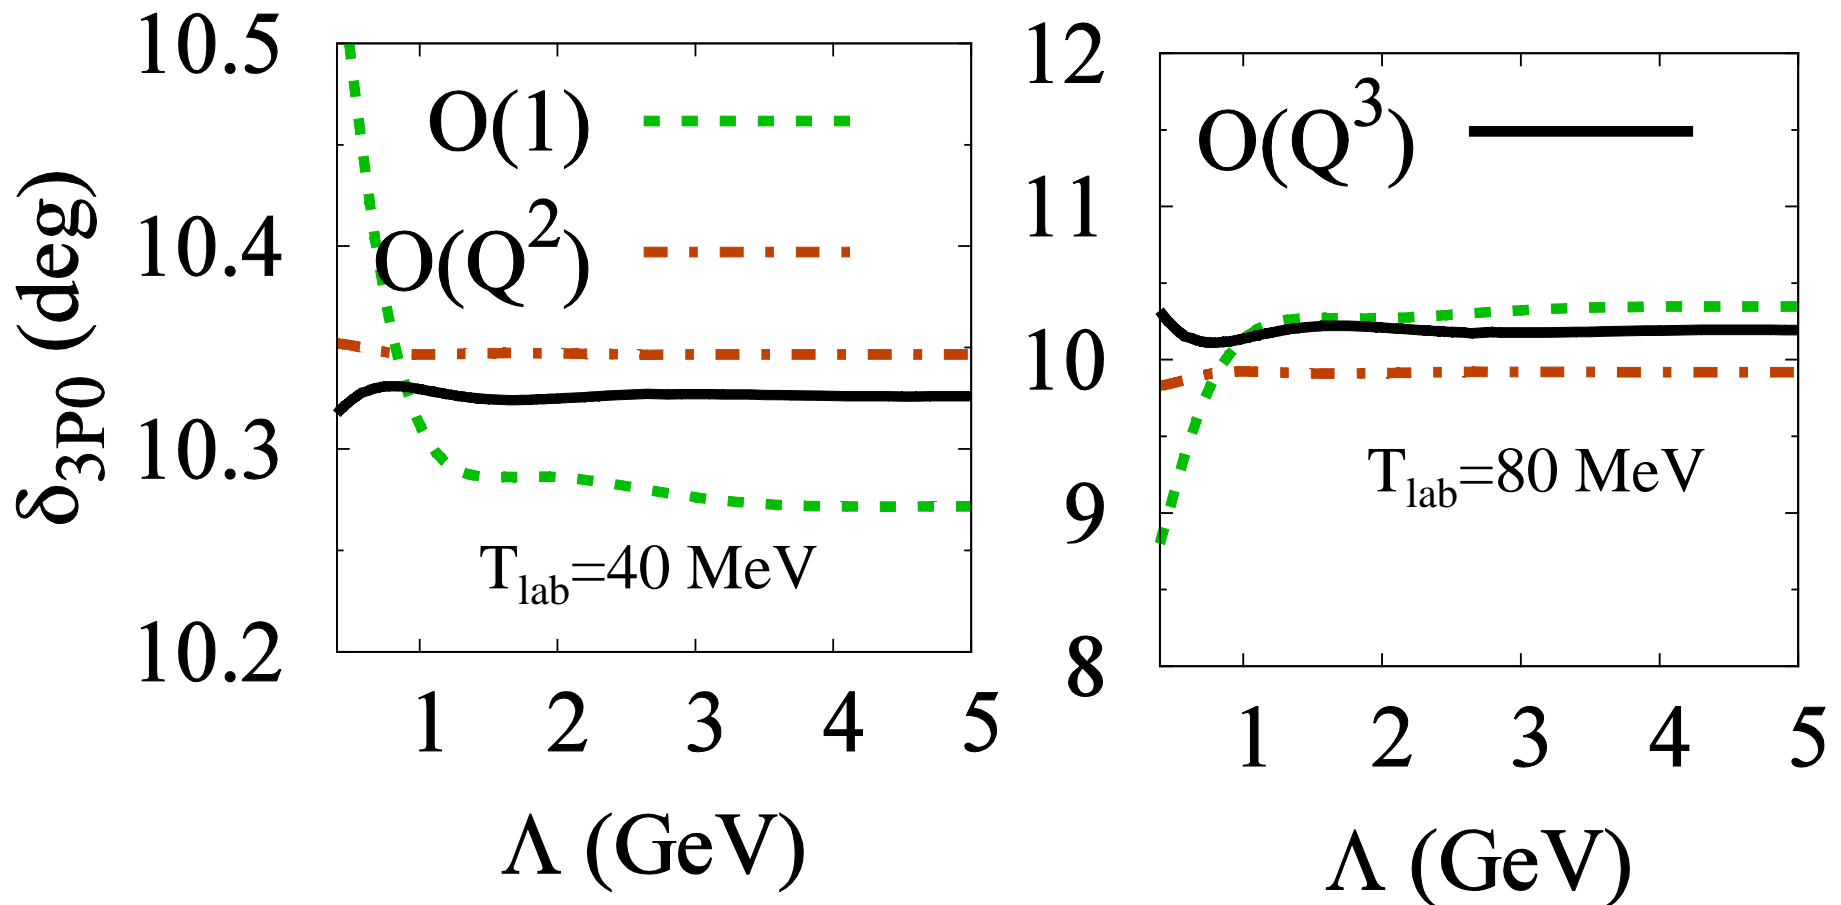 10.5
10.4
10.3
10.2
δ3P0 (deg)
O(1)
O(Q²)
Tlab=40 MeV
1 2 3 4 5
Λ (GeV)
12
11
10
9
8
O(Q³)
Tlab=80 MeV
1 2 3 4 5
Λ (GeV)